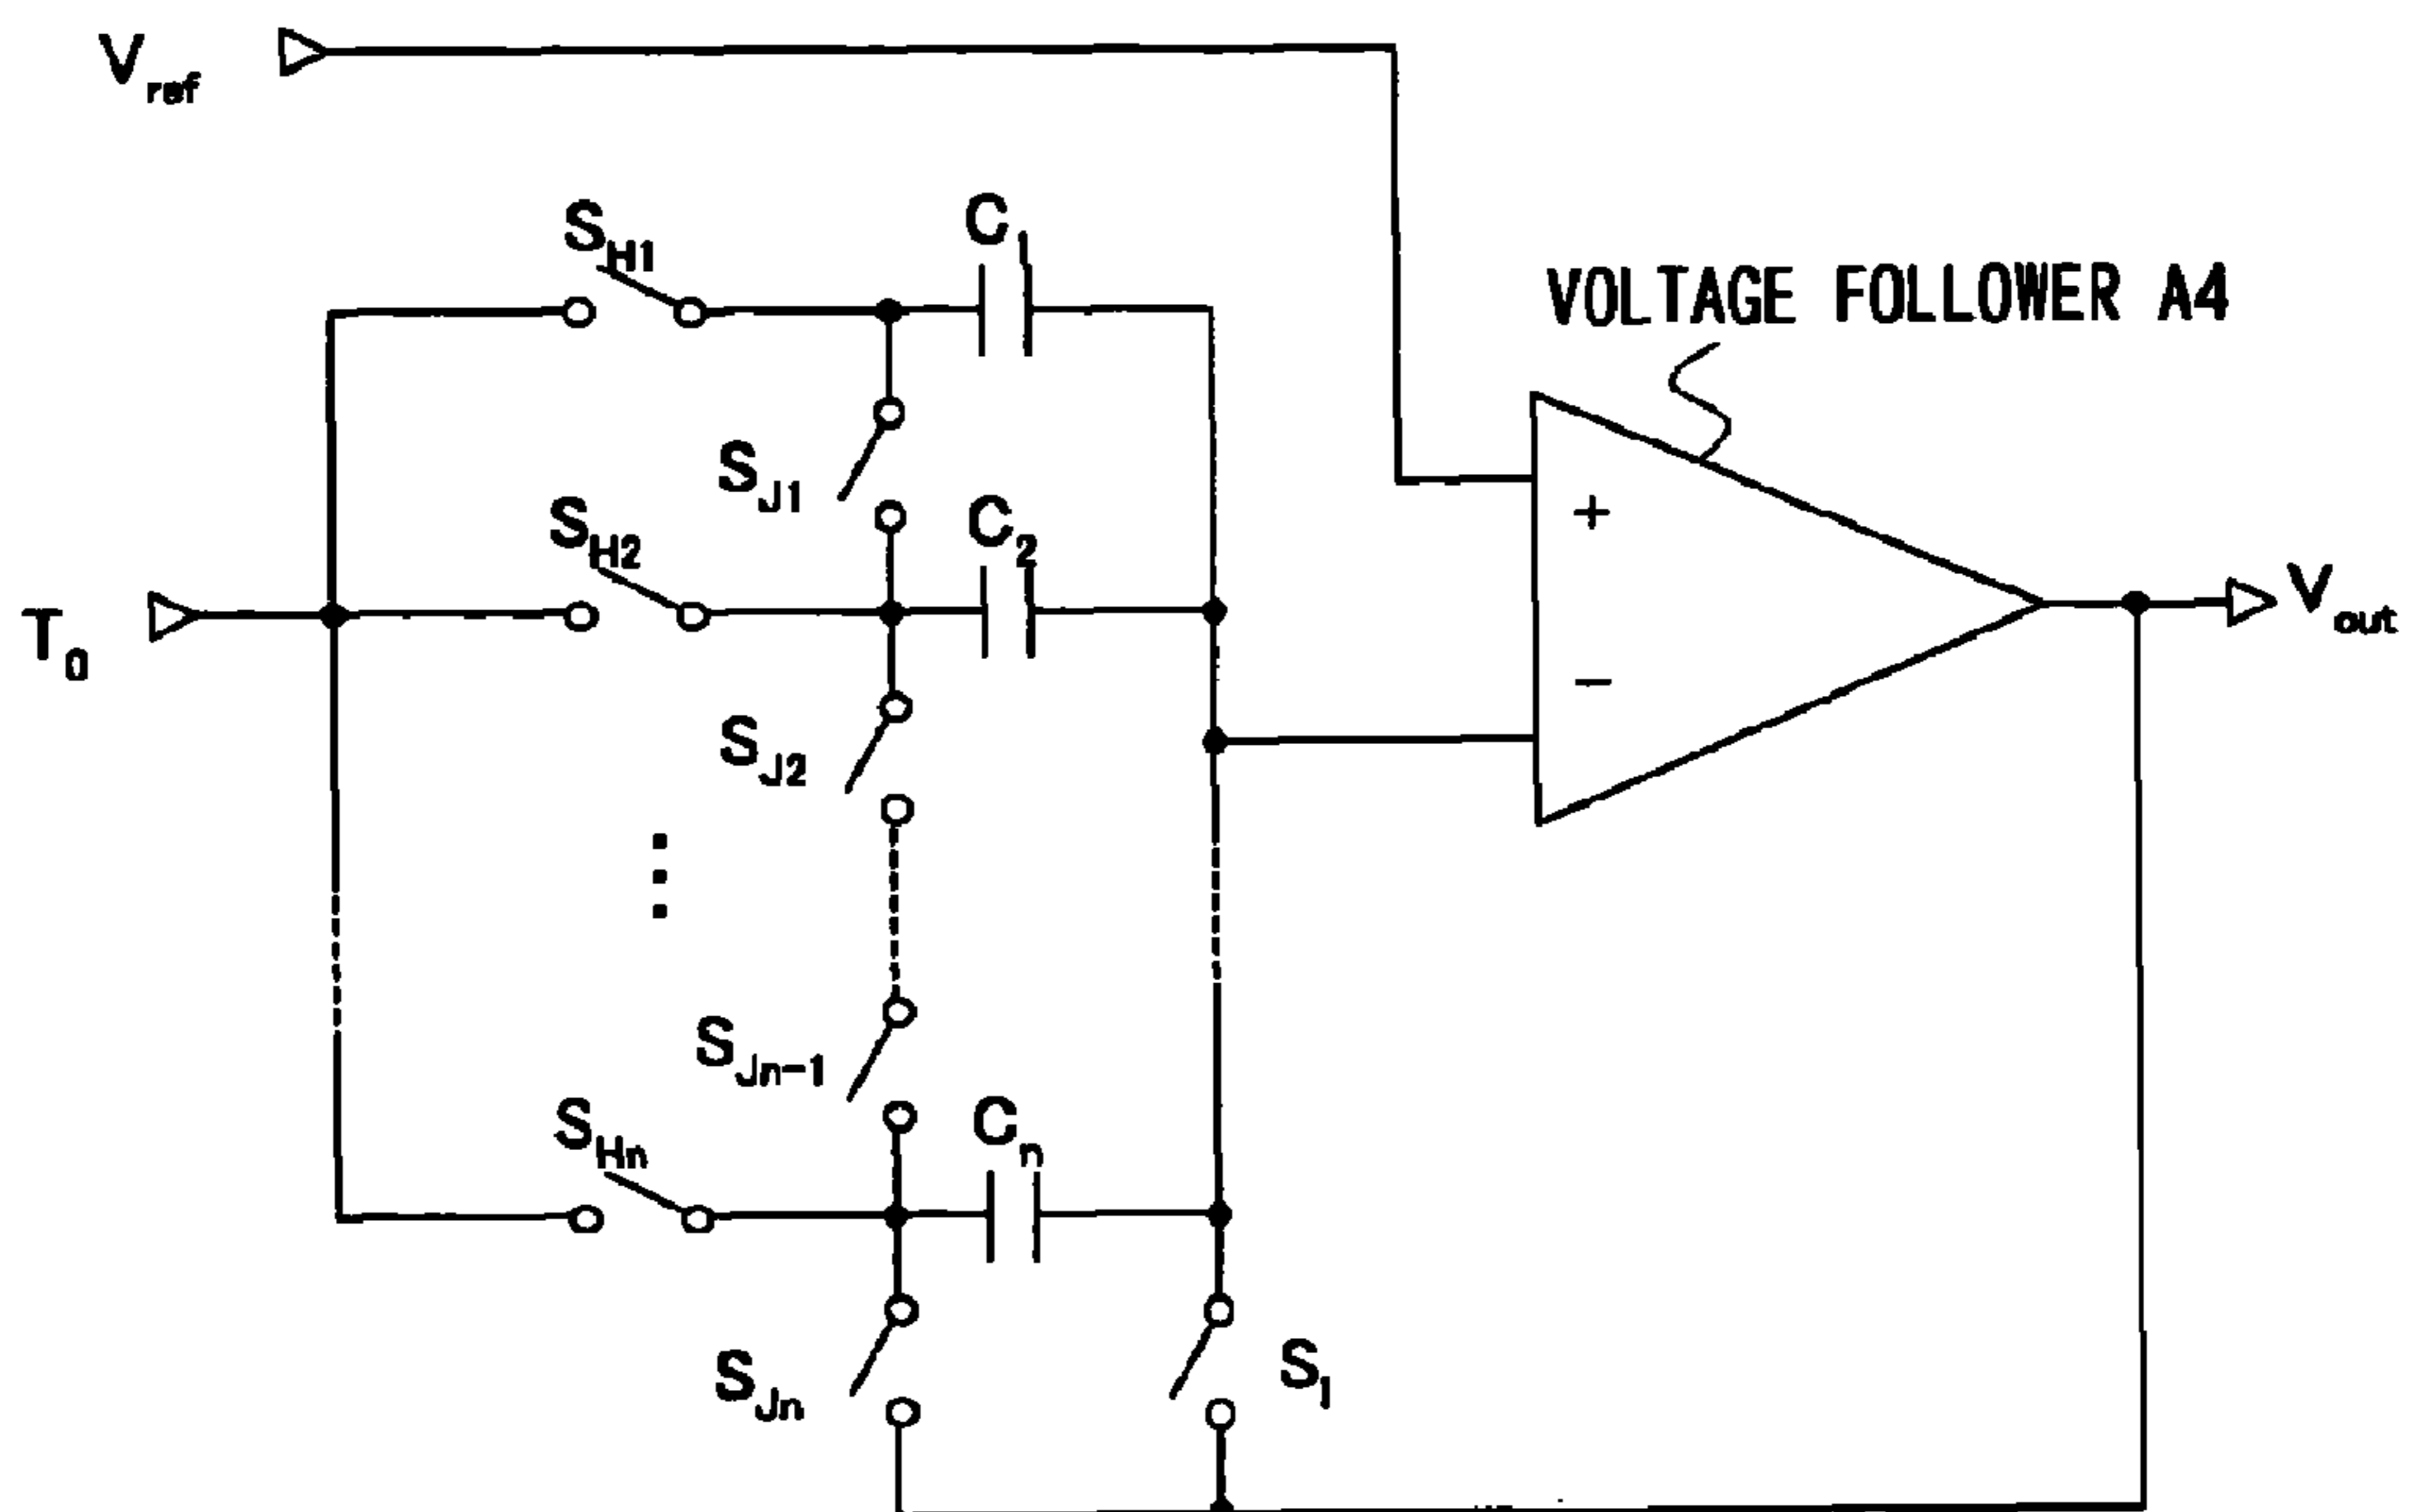 Vref
SH1
C1
VOLTAGE FOLLOWER A4
SJ1
+
SH2
C2
T0
Vout
−
SJ2
SJn-1
SHn
Cn
SJn
S1